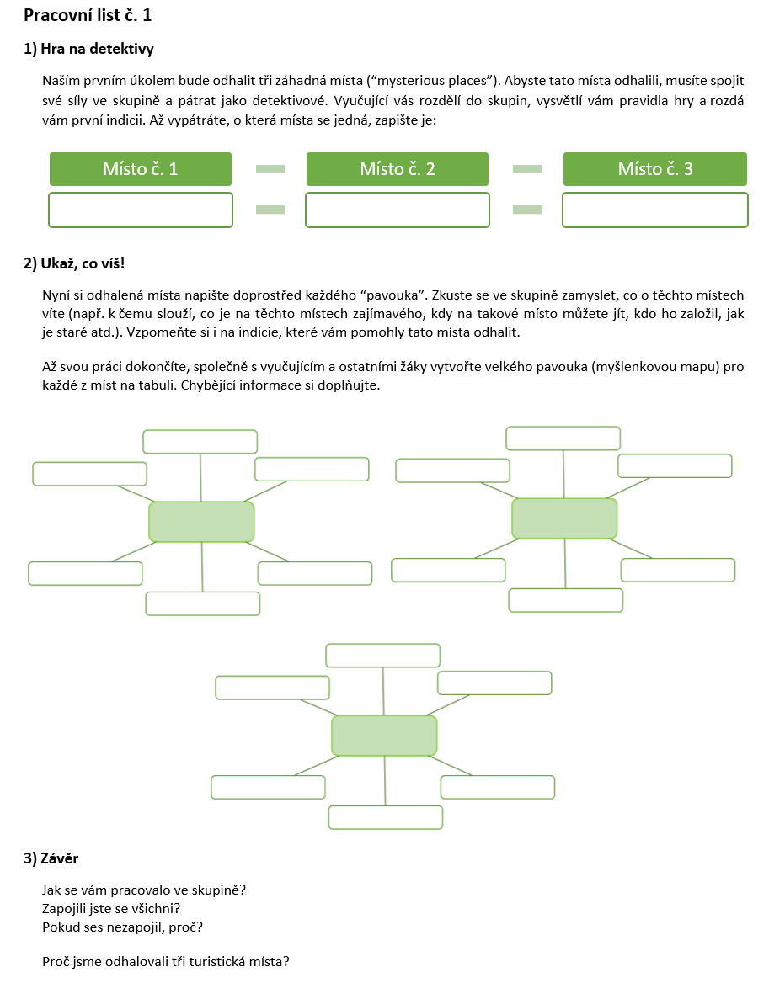 Pracovní list č. 1
1) Hra na detektivy
Naším prvním úkolem bude odhalit tři záhadná místa (“mysterious places”). Abyste tato místa odhalili, musíte spojit
své síly ve skupině a pátrat jako detektivové. Vyučující vás rozdělí do skupin, vysvětlí vám pravidla hry a rozdá
vám první indicii. Až vypátráte, o která místa se jedná, zapište je:
Místo č. 1
Místo č. 2
Místo č. 3
2) Ukaž, co víš!
Nyní si odhalená místa napište doprostřed každého “pavouka”. Zkuste se ve skupině zamyslet, co o těchto místech
víte (např. k čemu slouží, co je na těchto místech zajímavého, kdy na takové místo můžete jít, kdo ho založil, jak
je staré atd.). Vzpomeňte si i na indicie, které vám pomohly tato místa odhalit.
Až svou práci dokončíte, společně s vyučujícím a ostatními žáky vytvořte velkého pavouka (myšlenkovou mapu) pro
každé z míst na tabuli. Chybějící informace si doplňujte.
3) Závěr
Jak se vám pracovalo ve skupině?
Zapojili jste se všichni?
Pokud ses nezapojil, proč?
Proč jsme odhalovali tři turistická místa?